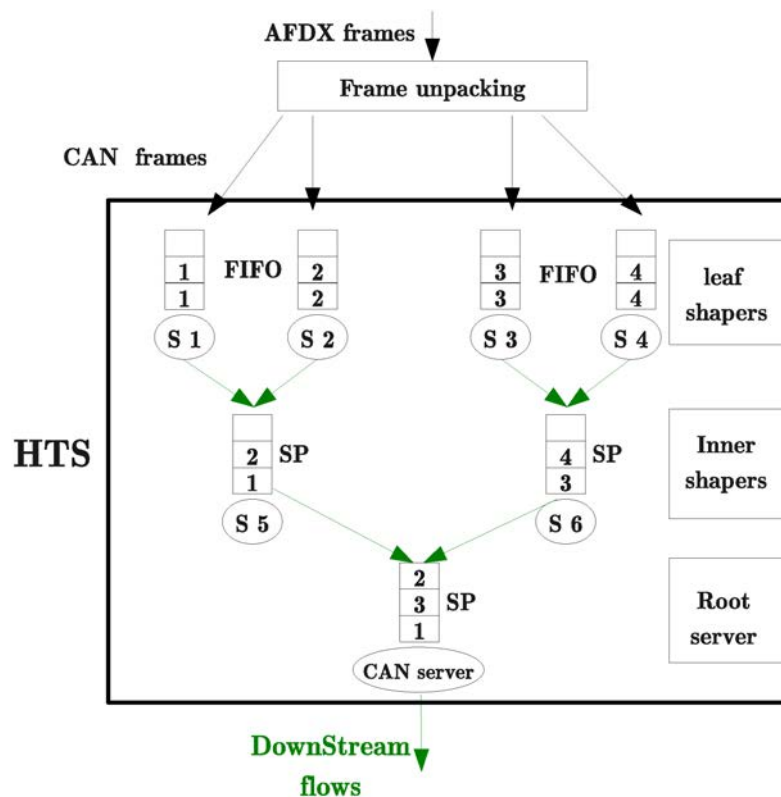 AFDX frames
Frame unpacking
CAN frames
1
1
FIFO
2
2
3
3
FIFO
4
4
leaf
shapers
S 1
S 2
S 3
S 4
HTS
2
1
SP
4
3
SP
Inner
shapers
S 5
S 6
2
3
1
SP
Root
server
CAN server
DownStream
flows